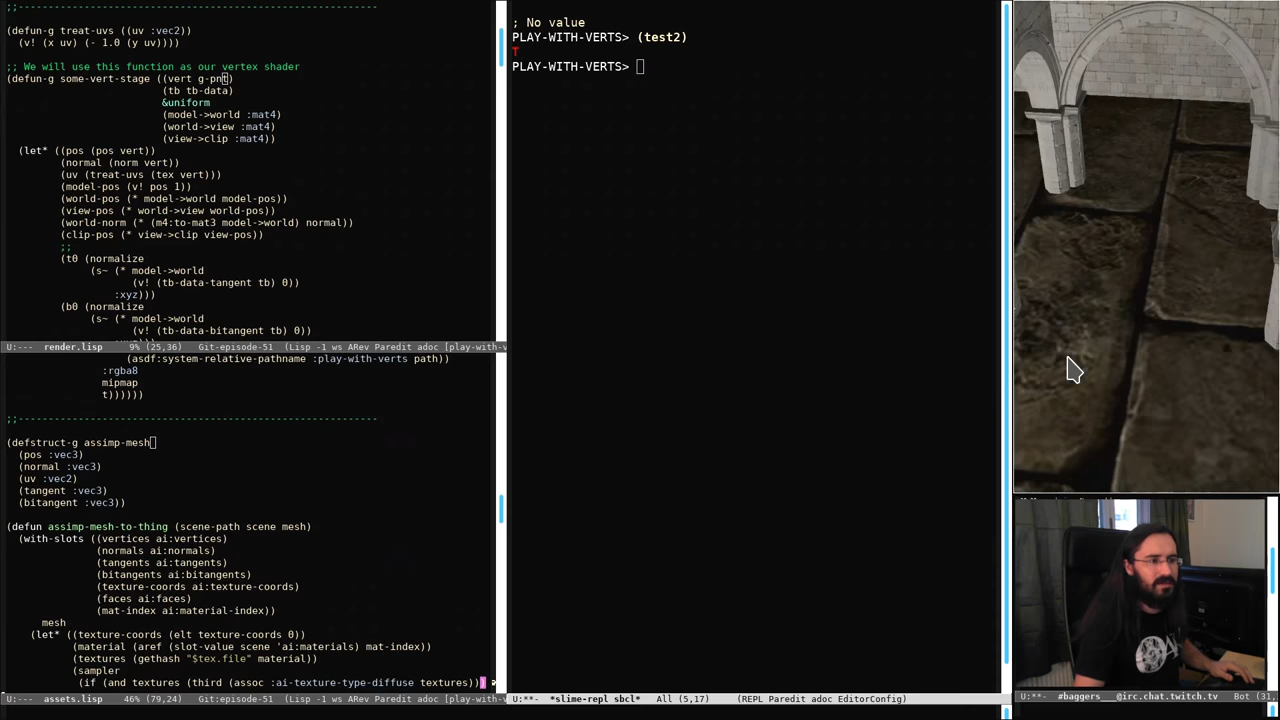 ;;------------------------------------------------------------
(defun-g treat-uvs ((uv :vec2))
  (v! (x uv) (- 1.0 (y uv))))
;; We will use this function as our vertex shader
(defun-g some-vert-stage ((vert g-pnt)
                          (tb tb-data)
                          &uniform
                          (model->world :mat4)
                          (world->view :mat4)
                          (view->clip :mat4))
  (let* ((pos (pos vert))
         (normal (norm vert))
         (uv (treat-uvs (tex vert)))
         (model-pos (v! pos 1))
         (world-pos (* model->world model-pos))
         (view-pos (* world->view world-pos))
         (world-norm (* (m4:to-mat3 model->world) normal))
         (clip-pos (* view->clip view-pos))
         ;;
         (t0 (normalize
              (s~ (* model->world
                     (v! (tb-data-tangent tb) 0))
                  :xyz)))
         (b0 (normalize
              (s~ (* model->world
                     (v! (tb-data-bitangent tb) 0))
U:---  render.lisp     9% (25,36)   Git-episode-51  (Lisp -1 ws ARev Paredit adoc [play-with-v
                    (asdf:system-relative-pathname :play-with-verts path))
                :rgba8
                mipmap
                t))))))
;;------------------------------------------------------------
(defstruct-g assimp-mesh
  (pos :vec3)
  (normal :vec3)
  (uv :vec2)
  (tangent :vec3)
  (bitangent :vec3))
(defun assimp-mesh-to-thing (scene-path scene mesh)
  (with-slots ((vertices ai:vertices)
               (normals ai:normals)
               (tangents ai:tangents)
               (bitangents ai:bitangents)
               (texture-coords ai:texture-coords)
               (faces ai:faces)
               (mat-index ai:material-index))
      mesh
    (let* ((texture-coords (elt texture-coords 0))
           (material (aref (slot-value scene 'ai:materials) mat-index))
           (textures (gethash "$tex.file" material))
           (sampler
            (if (and textures (third (assoc :ai-texture-type-diffuse textures)))
U:---  assets.lisp    46% (79,24)   Git-episode-51  (Lisp -1 ws ARev Paredit adoc [play-with-v
; No value
PLAY-WITH-VERTS> (test2)
T
PLAY-WITH-VERTS>
U:**-  *slime-repl sbcl*   All (5,17)     (REPL Paredit adoc EditorConfig)
U:**-  #baggers___@irc.chat.twitch.tv   Bot (31,